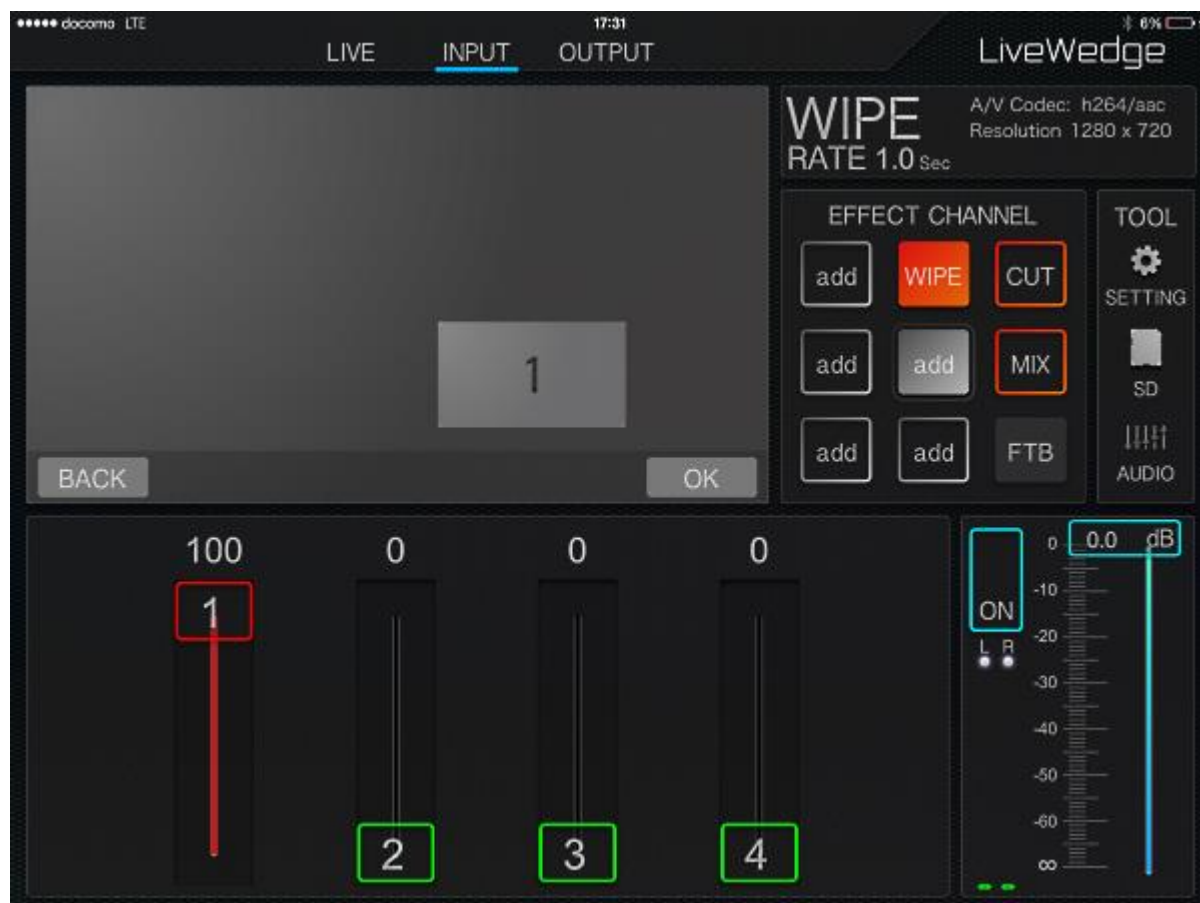 docomo LTE 17:31 6%
LIVE INPUT OUTPUT LiveWedge
WIPE
RATE 1.0 Sec
A/V Codec: h264/aac
Resolution 1280 x 720
1
BACK OK
EFFECT CHANNEL
add WIPE CUT
add add MIX
add add FTB
TOOL
SETTING
SD
AUDIO
100 0 0 0
1
2 3 4
ON
L R
0.0 dB
0
-10
-20
-30
-40
-50
-60
∞